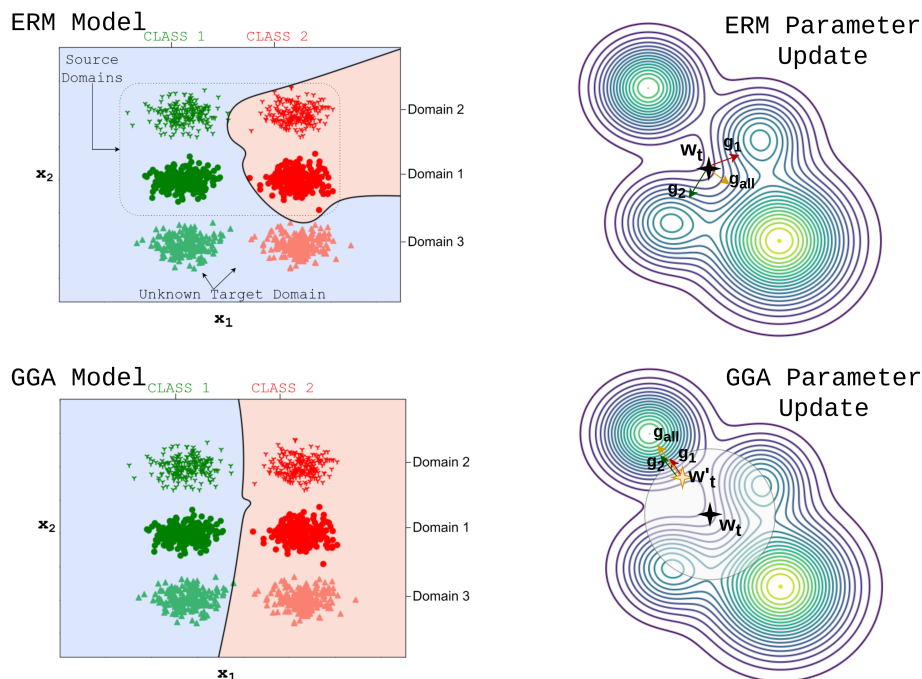 ERM Model
CLASS 1
CLASS 2
Source
Domains
Domain 2
Domain 1
Domain 3
x2
Unknown Target Domain
x1
ERM Parameter
Update
wt
g1
gall
g2
GGA Model
CLASS 1
CLASS 2
Domain 2
Domain 1
Domain 3
x2
x1
GGA Parameter
Update
gall
g1
g2
w't
wt